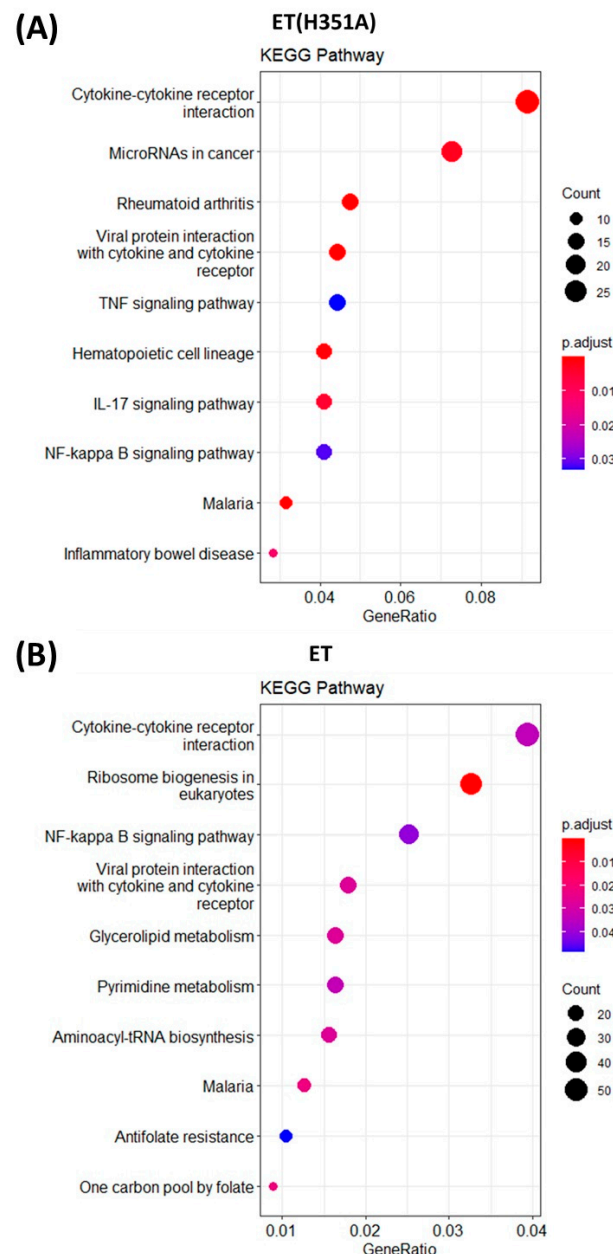 (A)
ET(H351A)
KEGG Pathway
Cytokine-cytokine receptor
interaction
MicroRNAs in cancer
Rheumatoid arthritis
Viral protein interaction
with cytokine and cytokine
receptor
TNF signaling pathway
Hematopoietic cell lineage
IL-17 signaling pathway
NF-kappa B signaling pathway
Malaria
Inflammatory bowel disease
0.04
0.06
0.08
GeneRatio
Count
10
15
20
25
p.adjust
0.01
0.02
0.03
(B)
ET
KEGG Pathway
Cytokine-cytokine receptor
interaction
Ribosome biogenesis in
eukaryotes
NF-kappa B signaling pathway
Viral protein interaction
with cytokine and cytokine
receptor
Glycerolipid metabolism
Pyrimidine metabolism
Aminoacyl-tRNA biosynthesis
Malaria
Antifolate resistance
One carbon pool by folate
0.01
0.02
0.03
0.04
GeneRatio
p.adjust
0.01
0.02
0.03
0.04
Count
20
30
40
50